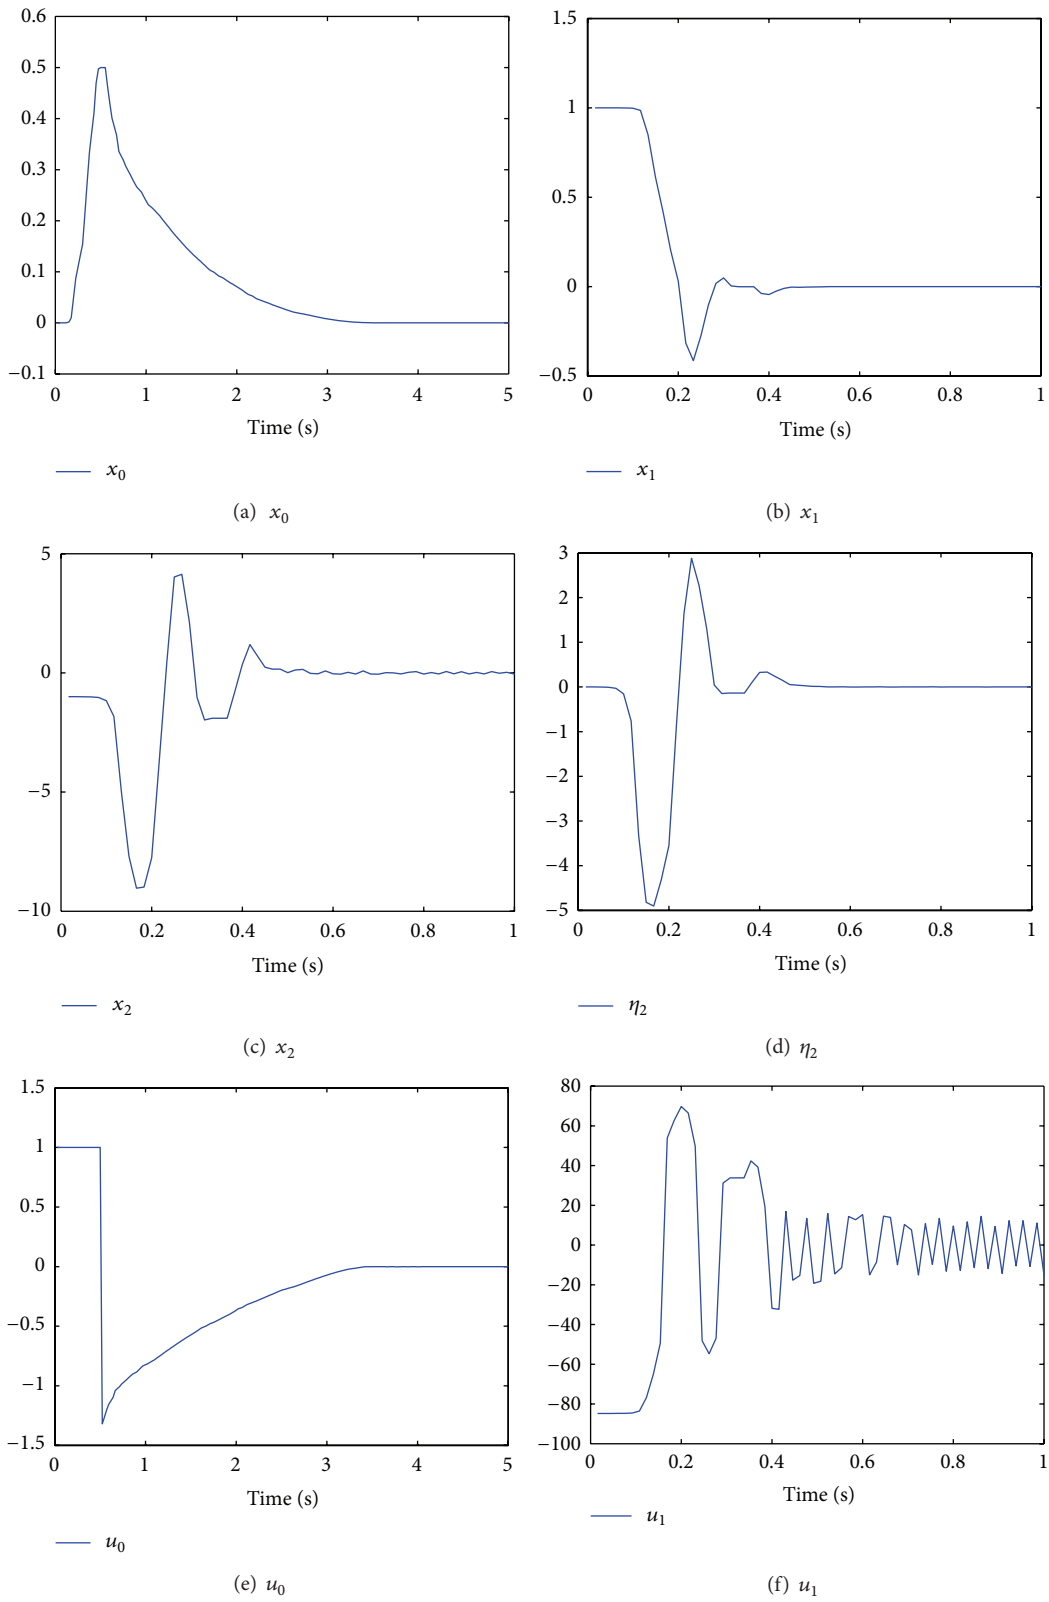 0.6
0.5
0.4
0.3
0.2
0.1
0
−0.1
0 1 2 3 4 5
Time (s)
x0
(a) x0
1.5
1
0.5
0
−0.5
0 0.2 0.4 0.6 0.8 1
Time (s)
x1
(b) x1
5
0
−5
−10
0 0.2 0.4 0.6 0.8 1
Time (s)
x2
(c) x2
3
2
1
0
−1
−2
−3
−4
−5
0 0.2 0.4 0.6 0.8 1
Time (s)
η2
(d) η2
1.5
1
0.5
0
−0.5
−1
−1.5
0 1 2 3 4 5
Time (s)
u0
(e) u0
80
60
40
20
0
−20
−40
−60
−80
−100
0 0.2 0.4 0.6 0.8 1
Time (s)
u1
(f) u1